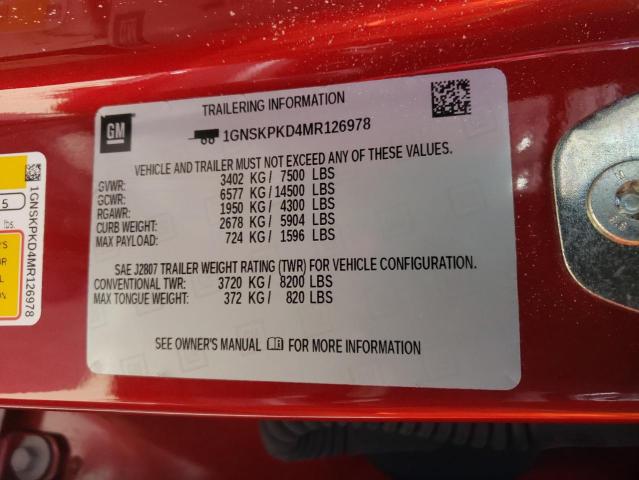 GM
TRAILERING INFORMATION
1GNSKPKD4MR126978
VEHICLE AND TRAILER MUST NOT EXCEED ANY OF THESE VALUES.
GVWR: 3402 KG / 7500 LBS
GCWR: 6577 KG / 14500 LBS
RGAWR: 1950 KG / 4300 LBS
CURB WEIGHT: 2678 KG / 5904 LBS
MAX PAYLOAD: 724 KG / 1596 LBS
SAE J2807 TRAILER WEIGHT RATING (TWR) FOR VEHICLE CONFIGURATION.
CONVENTIONAL TWR: 3720 KG / 8200 LBS
MAX TONGUE WEIGHT: 372 KG / 820 LBS
SEE OWNER'S MANUAL FOR MORE INFORMATION
1GNSKPKD4MR126978
5
lbs.